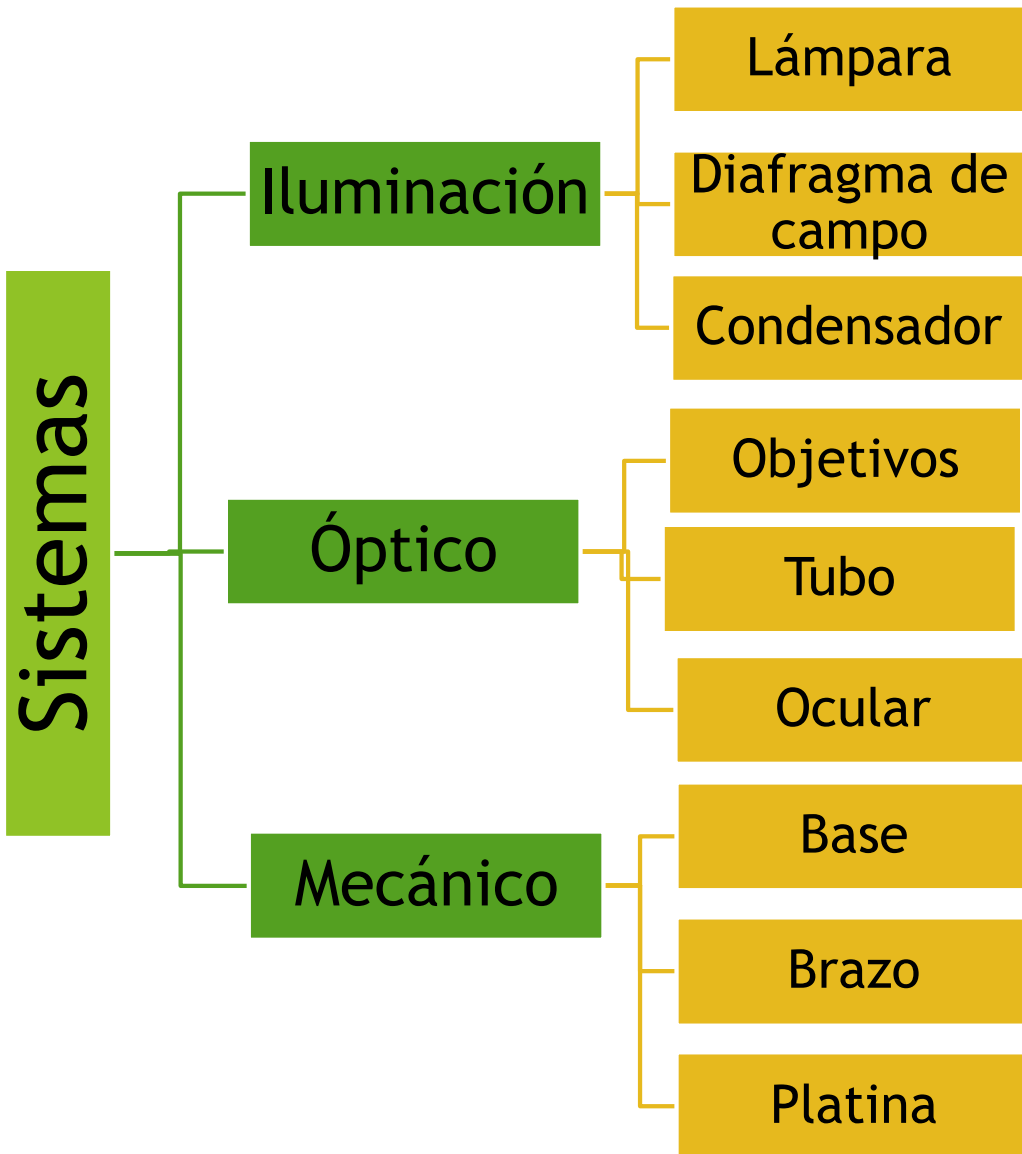 Sistemas
Iluminación
Lámpara
Diafragma de
campo
Condensador
Óptico
Objetivos
Tubo
Ocular
Mecánico
Base
Brazo
Platina